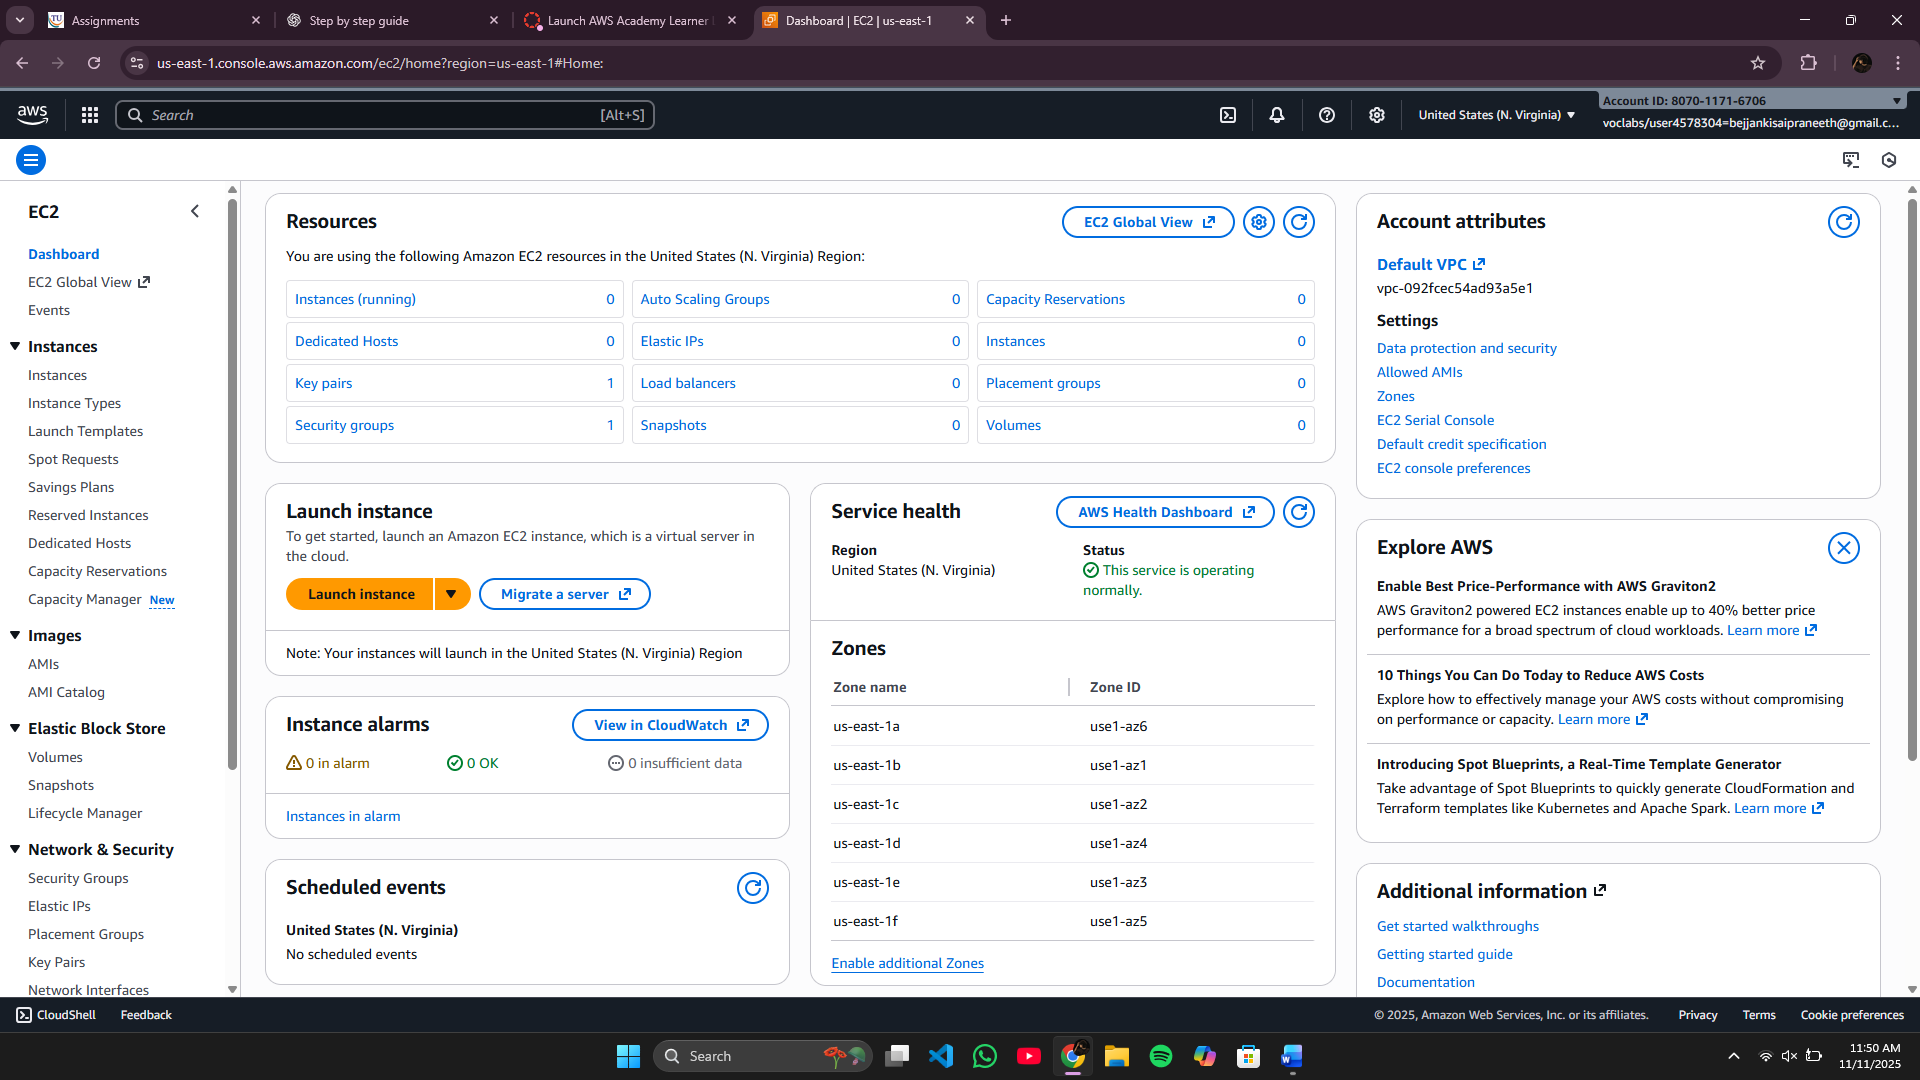 Assignments
Step by step guide
Launch AWS Academy Learner
Dashboard | EC2 | us-east-1
us-east-1.console.aws.amazon.com/ec2/home?region=us-east-1#Home:
aws
Search
[Alt+S]
United States (N. Virginia)
Account ID: 8070-1171-6706
voclabs/user4578304=bejjankisaipraneeth@gmail.c...
EC2
Dashboard
EC2 Global View
Events
Instances
Instances
Instance Types
Launch Templates
Spot Requests
Savings Plans
Reserved Instances
Dedicated Hosts
Capacity Reservations
Capacity Manager New
Images
AMIs
AMI Catalog
Elastic Block Store
Volumes
Snapshots
Lifecycle Manager
Network & Security
Security Groups
Elastic IPs
Placement Groups
Key Pairs
Network Interfaces
Resources
EC2 Global View
You are using the following Amazon EC2 resources in the United States (N. Virginia) Region:
Instances (running) 0
Auto Scaling Groups 0
Capacity Reservations 0
Dedicated Hosts 0
Elastic IPs 0
Instances 0
Key pairs 1
Load balancers 0
Placement groups 0
Security groups 1
Snapshots 0
Volumes 0
Launch instance
To get started, launch an Amazon EC2 instance, which is a virtual server in
the cloud.
Launch instance
Migrate a server
Note: Your instances will launch in the United States (N. Virginia) Region
Instance alarms
View in CloudWatch
0 in alarm
0 OK
0 insufficient data
Instances in alarm
Scheduled events
United States (N. Virginia)
No scheduled events
Service health
AWS Health Dashboard
Region
United States (N. Virginia)
Status
This service is operating
normally.
Zones
Zone name Zone ID
us-east-1a use1-az6
us-east-1b use1-az1
us-east-1c use1-az2
us-east-1d use1-az4
us-east-1e use1-az3
us-east-1f use1-az5
Enable additional Zones
Account attributes
Default VPC
vpc-092fcec54ad93a5e1
Settings
Data protection and security
Allowed AMIs
Zones
EC2 Serial Console
Default credit specification
EC2 console preferences
Explore AWS
Enable Best Price-Performance with AWS Graviton2
AWS Graviton2 powered EC2 instances enable up to 40% better price
performance for a broad spectrum of cloud workloads. Learn more
10 Things You Can Do Today to Reduce AWS Costs
Explore how to effectively manage your AWS costs without compromising
on performance or capacity. Learn more
Introducing Spot Blueprints, a Real-Time Template Generator
Take advantage of Spot Blueprints to quickly generate CloudFormation and
Terraform templates like Kubernetes and Apache Spark. Learn more
Additional information
Get started walkthroughs
Getting started guide
Documentation
CloudShell
Feedback
© 2025, Amazon Web Services, Inc. or its affiliates.
Privacy
Terms
Cookie preferences
Search
11:50 AM
11/11/2025